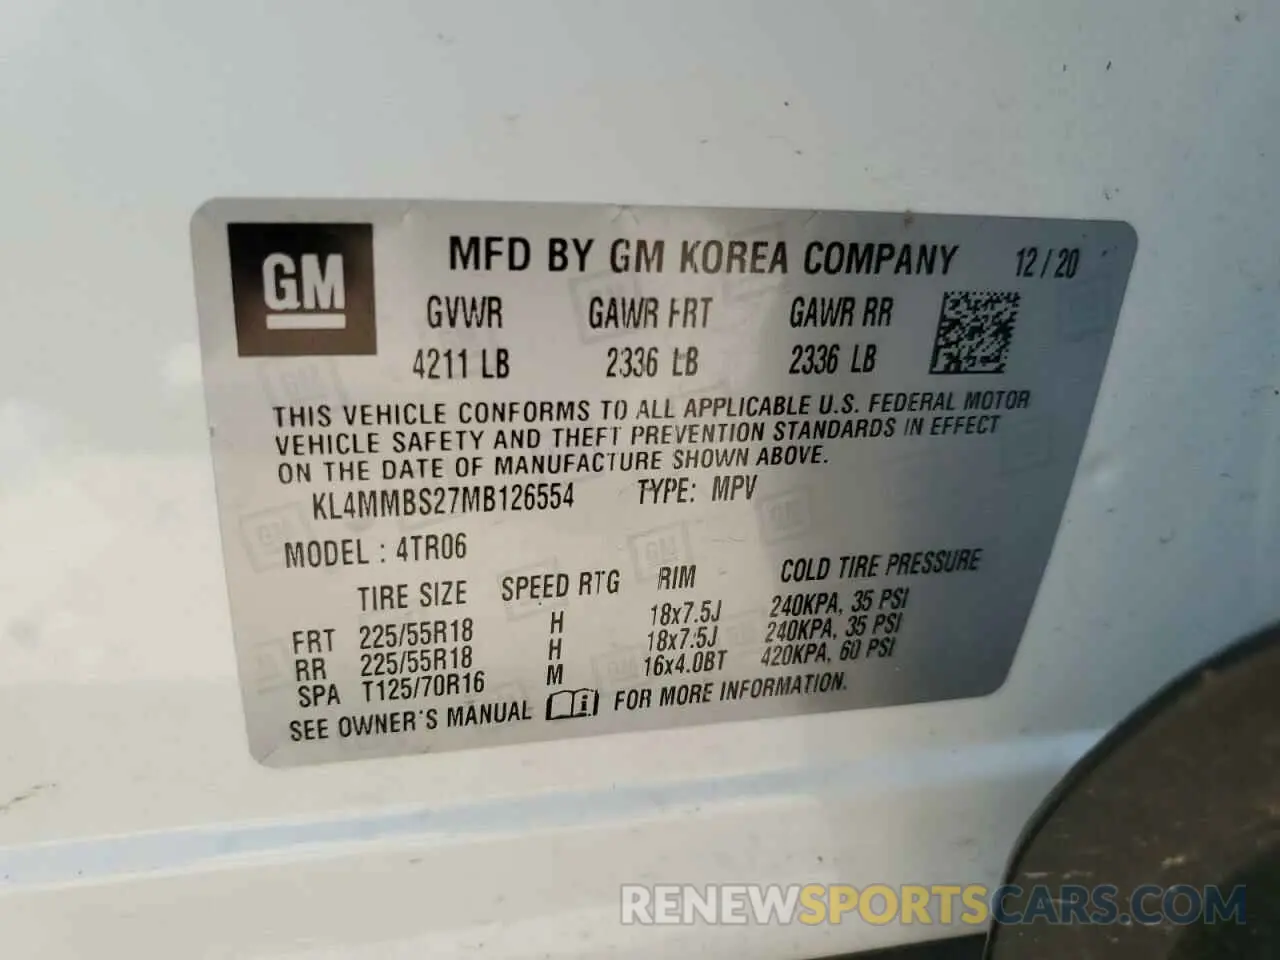 GM
MFD BY GM KOREA COMPANY 12/20
GVWR GAWR FRT GAWR RR
4211 LB 2336 LB 2336 LB
THIS VEHICLE CONFORMS TO ALL APPLICABLE U.S. FEDERAL MOTOR
VEHICLE SAFETY AND THEFT PREVENTION STANDARDS IN EFFECT
ON THE DATE OF MANUFACTURE SHOWN ABOVE.
KL4MMBS27MB126554 TYPE: MPV
MODEL : 4TR06
TIRE SIZE SPEED RTG RIM COLD TIRE PRESSURE
FRT 225/55R18 H 18x7.5J 240KPA, 35 PSI
RR 225/55R18 H 18x7.5J 240KPA, 35 PSI
SPA T125/70R16 M 16x4.0BT 420KPA, 60 PSI
SEE OWNER'S MANUAL i FOR MORE INFORMATION.
RENEWSPORTSCARS.COM